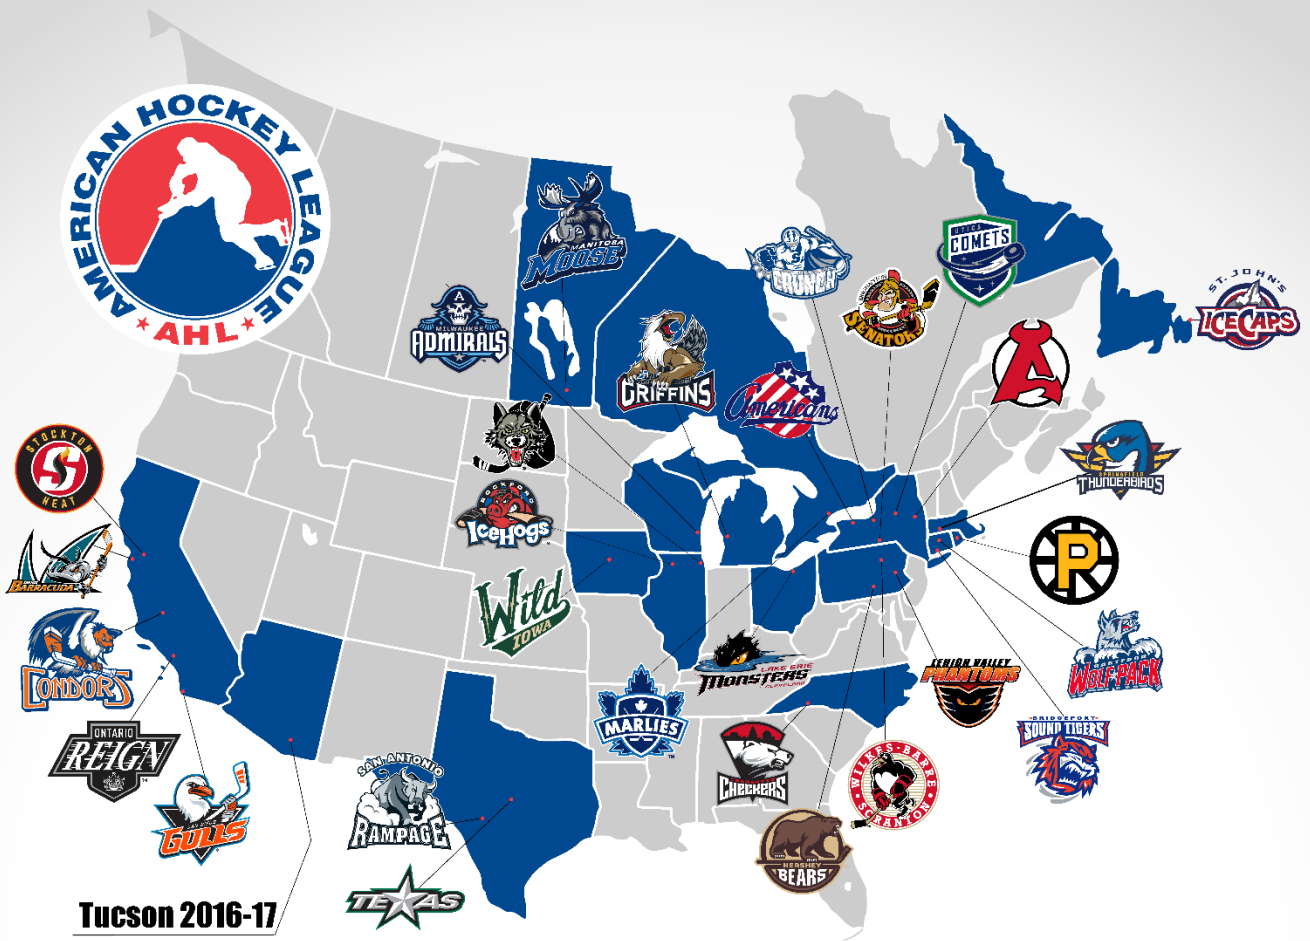 AMERICAN HOCKEY LEAGUE
AHL
MANITOBA
MOOSE
MILWAUKEE
ADMIRALS
GRIFFINS
Americans
CRUNCH
SENATORS
UTICA
COMETS
ST. JOHN'S
ICECAPS
A
SPRINGFIELD
THUNDERBIRDS
P
WOLF PACK
BRIDGEPORT
SOUND TIGERS
LEHIGH VALLEY
PHANTOMS
WILKES-BARRE
SCRANTON
HERSHEY
BEARS
CHECKERS
LAKE ERIE
MONSTERS
CLEVELAND
MARLIES
ROCKFORD
ICEHOGS
Wild
IOWA
STOCKTON
HEAT
BARRACUDA
CONDORS
ONTARIO
REIGN
SAN DIEGO
GULLS
SAN ANTONIO
RAMPAGE
TEXAS
Tucson 2016-17